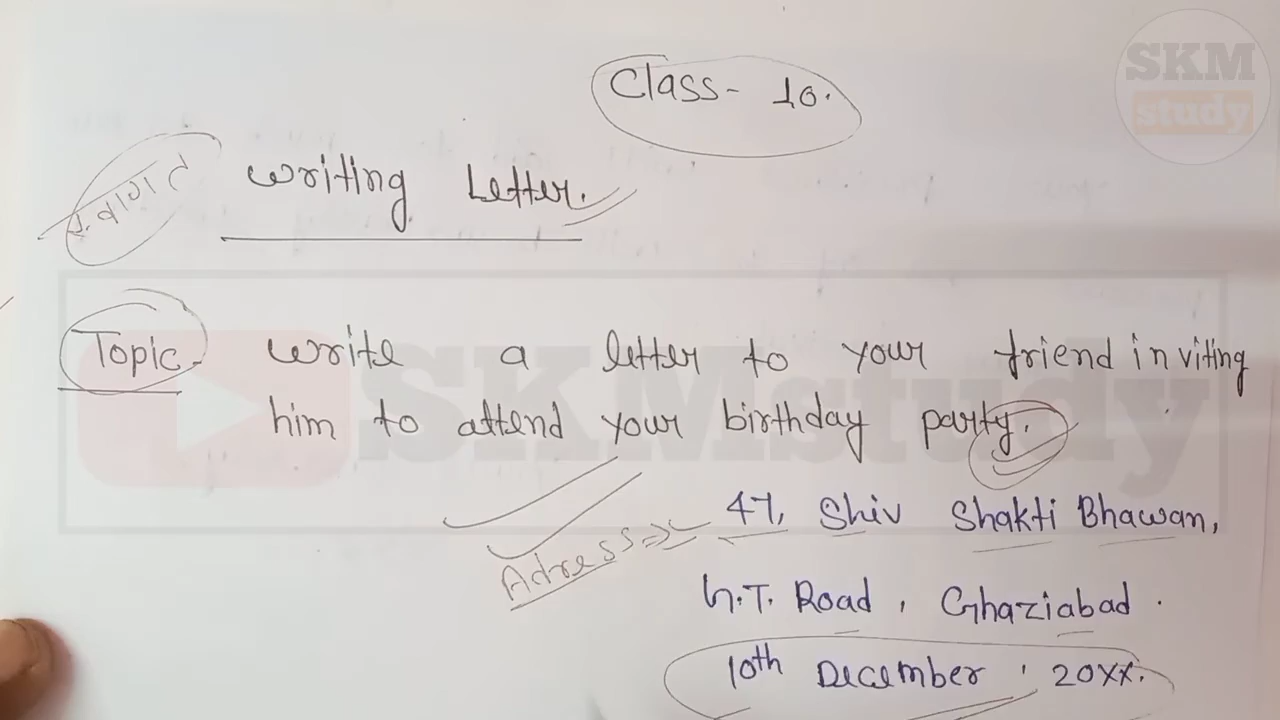 SKM
study
Class- 10.
Writing Letter.
Topic- Write a letter to your friend inviting
him to attend your birthday party.
SKMstudy
Adress=> 47, Shiv Shakti Bhawan,
G.T. Road, Ghaziabad.
10th December, 20xx.